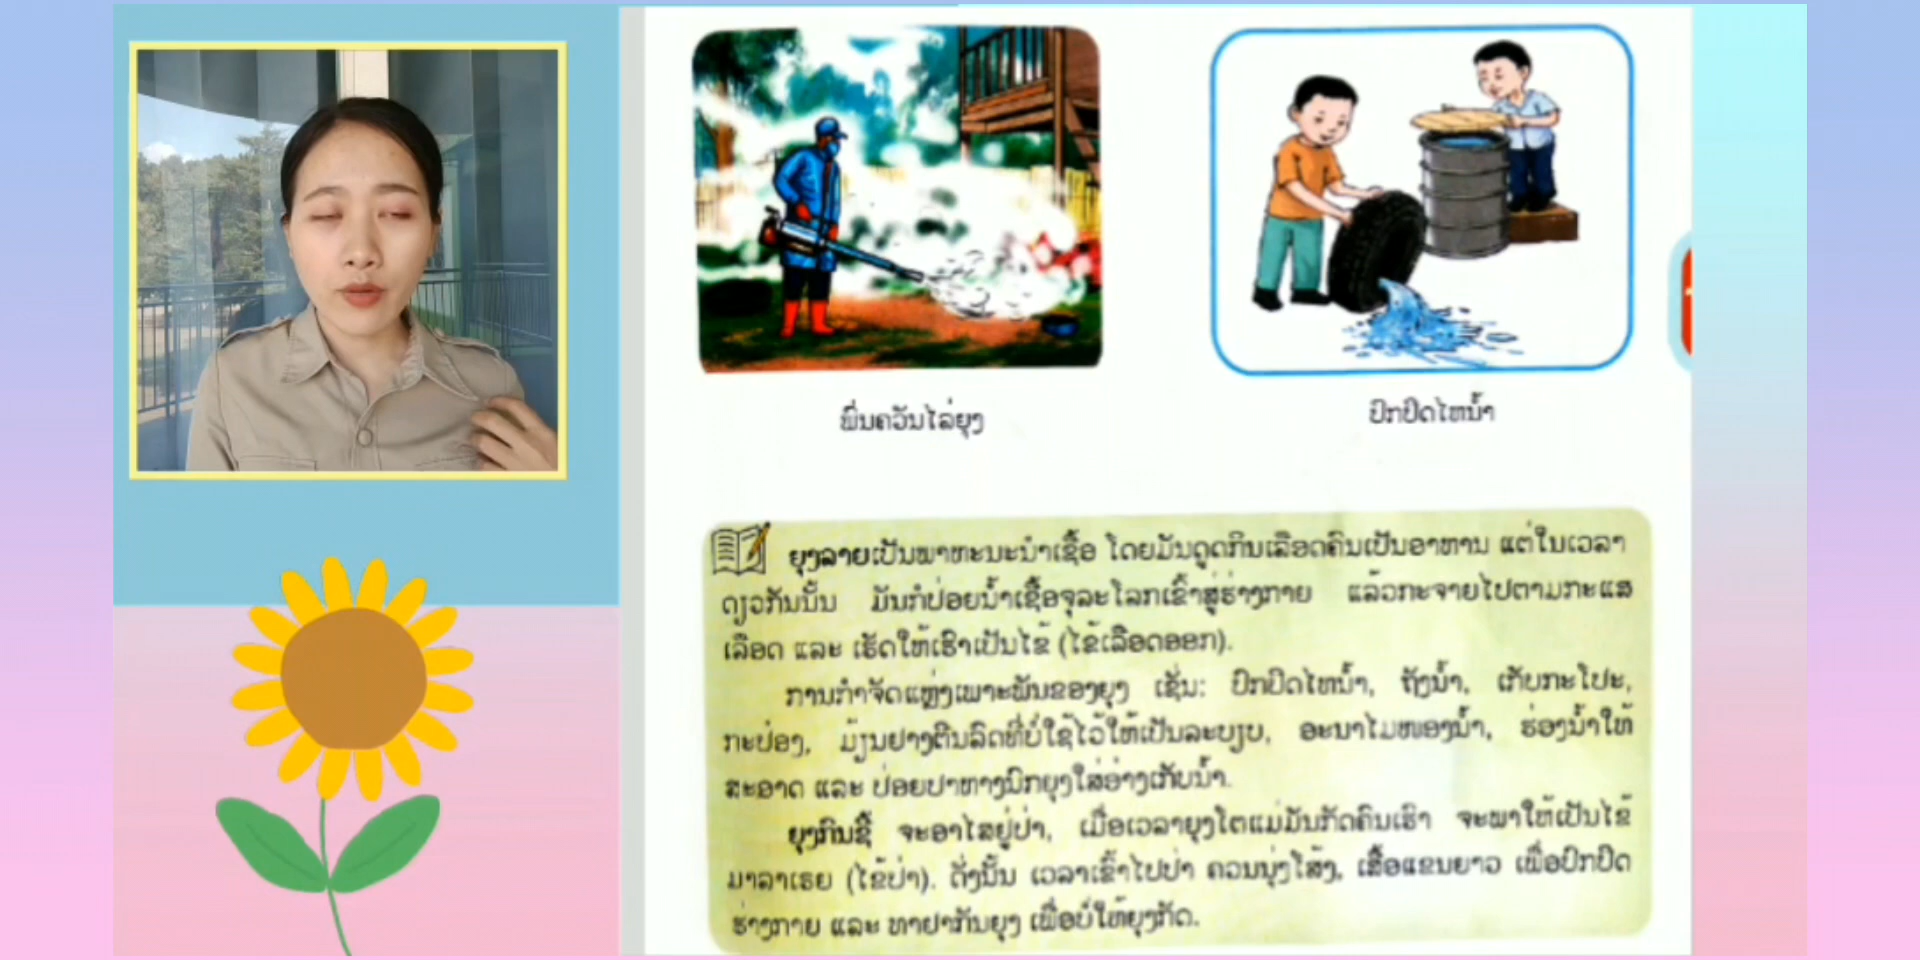 ພົ່ນຄວັນໄລ່ຍຸງ
ປົກປິດໄຫນ້ຳ
ຍຸງລາຍເປັນພາຫະນະນຳເຊື້ອ ໂດຍມັນດູດກິນເລືອດຄົນເປັນອາຫານ ແຕ່ໃນເວລາ
ດຽວກັນນັ້ນ ມັນກໍປ່ອຍນ້ຳເຊື້ອຈຸລະໂລກເຂົ້າສູ່ຮ່າງກາຍ ແລ້ວກະຈາຍໄປຕາມກະແສ
ເລືອດ ແລະ ເຮັດໃຫ້ເຮົາເປັນໄຂ້ (ໄຂ້ເລືອດອອກ).
ການກຳຈັດແຫຼ່ງເພາະພັນຂອງຍຸງ ເຊັ່ນ: ປົກປິດໄຫນ້ຳ, ຖັງນ້ຳ, ເກັບກະໂປະ,
ກະປ່ອງ, ມ້ຽນຢາງຕີນລົດທີ່ບໍ່ໃຊ້ໄວ້ໃຫ້ເປັນລະບຽບ, ອະນາໄມໜອງນ້ຳ, ຮ່ອງນ້ຳໃຫ້
ສະອາດ ແລະ ປ່ອຍປາຫາງນົກຍຸງໃສ່ອ່າງເກັບນ້ຳ.
ຍຸງກົ້ນຊີ້ ຈະອາໄສຢູ່ປ່າ, ເມື່ອເວລາຍຸງໂຕແມ່ມັນກັດຄົນເຮົາ ຈະພາໃຫ້ເປັນໄຂ້
ມາລາເຣຍ (ໄຂ້ປ່າ). ດັ່ງນັ້ນ ເວລາເຂົ້າໄປປ່າ ຄວນນຸ່ງໂສ້ງ, ເສື້ອແຂນຍາວ ເພື່ອປົກປິດ
ຮ່າງກາຍ ແລະ ທາຢາກັນຍຸງ ເພື່ອບໍ່ໃຫ້ຍຸງກັດ.